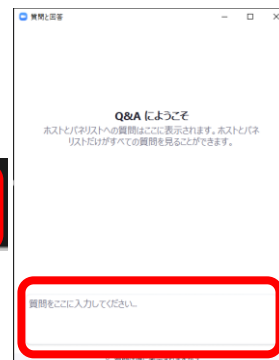 質問と回答
Q&A にようこそ
ホストとパネリストへの質問はここに表示されます。ホストとパネ
リストだけがすべての質問を見ることができます。
質問をここに入力してください...